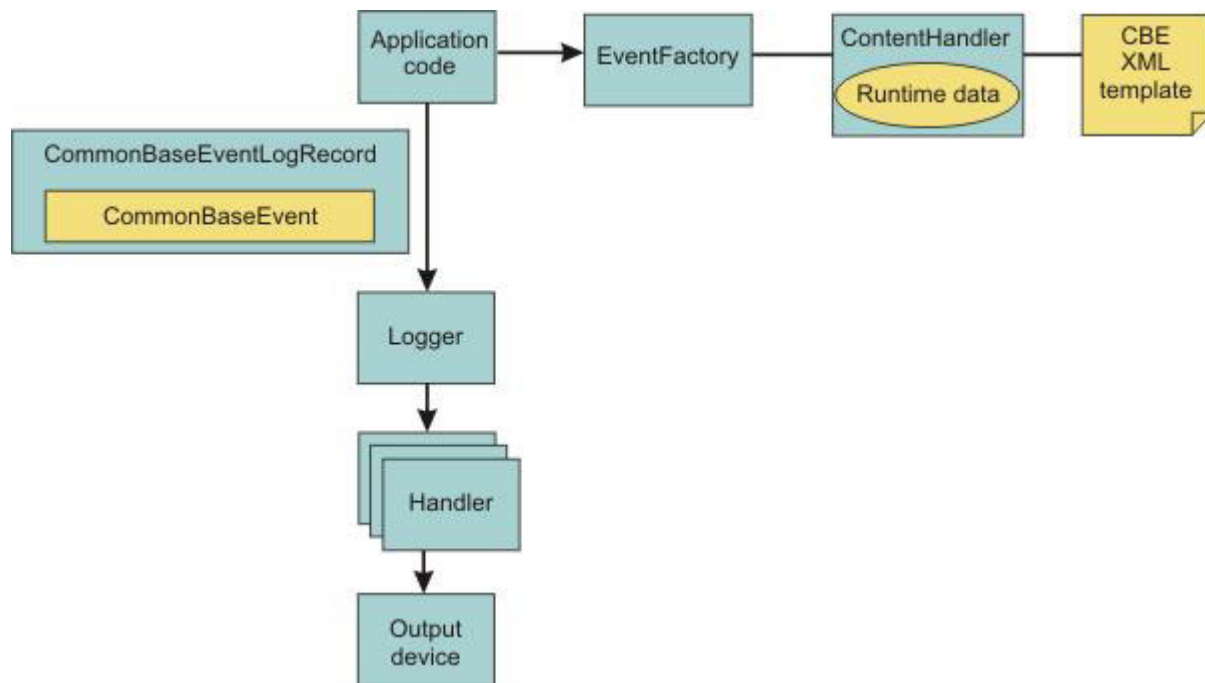 Application
code
EventFactory
ContentHandler
Runtime data
CBE
XML
template
CommonBaseEventLogRecord
CommonBaseEvent
Logger
Handler
Output
device